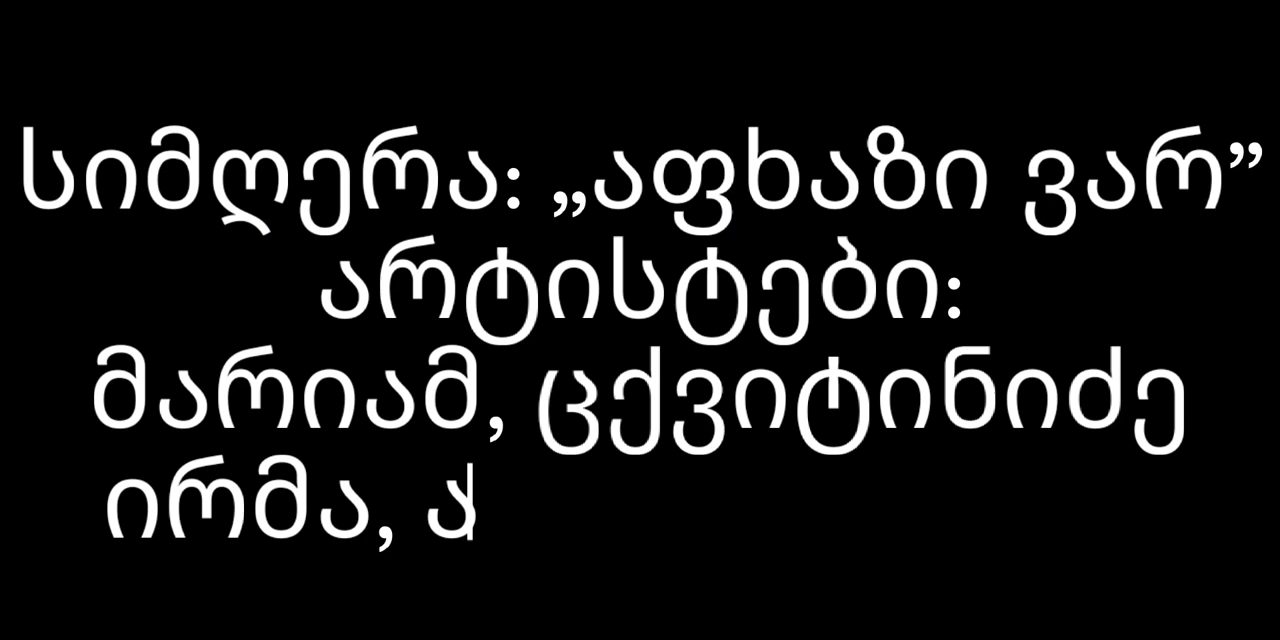 სიმღერა: „აფხაზი ვარ”
არტისტები:
მარიამ, ცქვიტინიძე
ირმა, ა